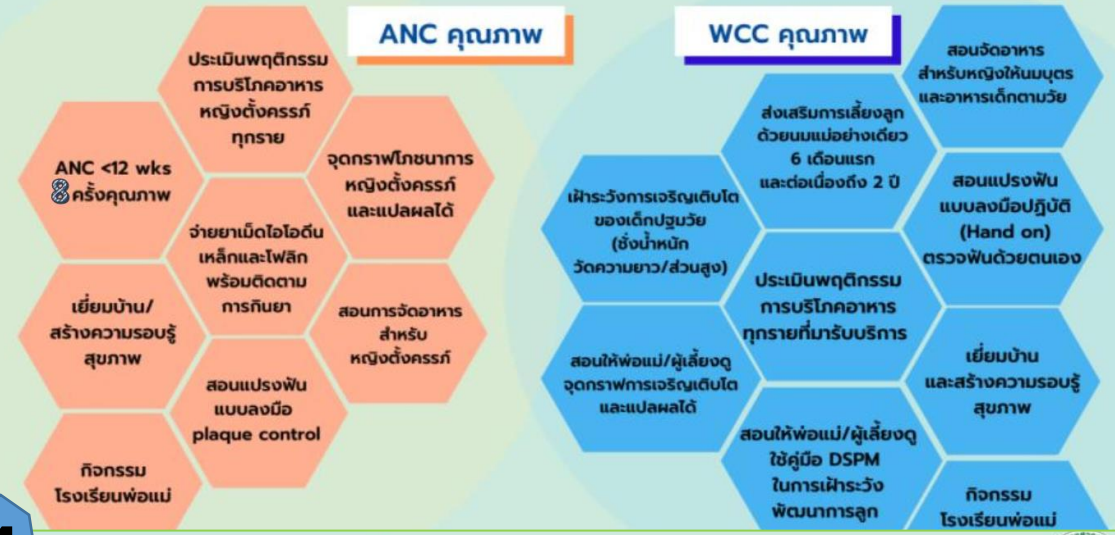 ANC คุณภาพ
ประเมินพฤติกรรม
การบริโภคอาหาร
หญิงตั้งครรภ์
ทุกราย
ANC <12 wks
8 ครั้งคุณภาพ
จุดกราฟโภชนาการ
หญิงตั้งครรภ์
และแปลผลได้
จ่ายยาเม็ดไอโอดีน
เหล็กและโฟลิก
พร้อมติดตาม
การกินยา
เยี่ยมบ้าน/
สร้างความรอบรู้
สุขภาพ
สอนการจัดอาหาร
สำหรับ
หญิงตั้งครรภ์
สอนแปรงฟัน
แบบลงมือ
plaque control
กิจกรรม
โรงเรียนพ่อแม่
WCC คุณภาพ
สอนจัดอาหาร
สำหรับหญิงให้นมบุตร
และอาหารเด็กตามวัย
ส่งเสริมการเลี้ยงลูก
ด้วยนมแม่อย่างเดียว
6 เดือนแรก
และต่อเนื่องถึง 2 ปี
เฝ้าระวังการเจริญเติบโต
ของเด็กปฐมวัย
(ชั่งน้ำหนัก
วัดความยาว/ส่วนสูง)
สอนแปรงฟัน
แบบลงมือปฏิบัติ
(Hand on)
ตรวจฟันด้วยตนเอง
ประเมินพฤติกรรม
การบริโภคอาหาร
ทุกรายที่มารับบริการ
สอนให้พ่อแม่/ผู้เลี้ยงดู
จุดกราฟการเจริญเติบโต
และแปลผลได้
เยี่ยมบ้าน
และสร้างความรอบรู้
สุขภาพ
สอนให้พ่อแม่/ผู้เลี้ยงดู
ใช้คู่มือ DSPM
ในการเฝ้าระวัง
พัฒนาการลูก
กิจกรรม
โรงเรียนพ่อแม่